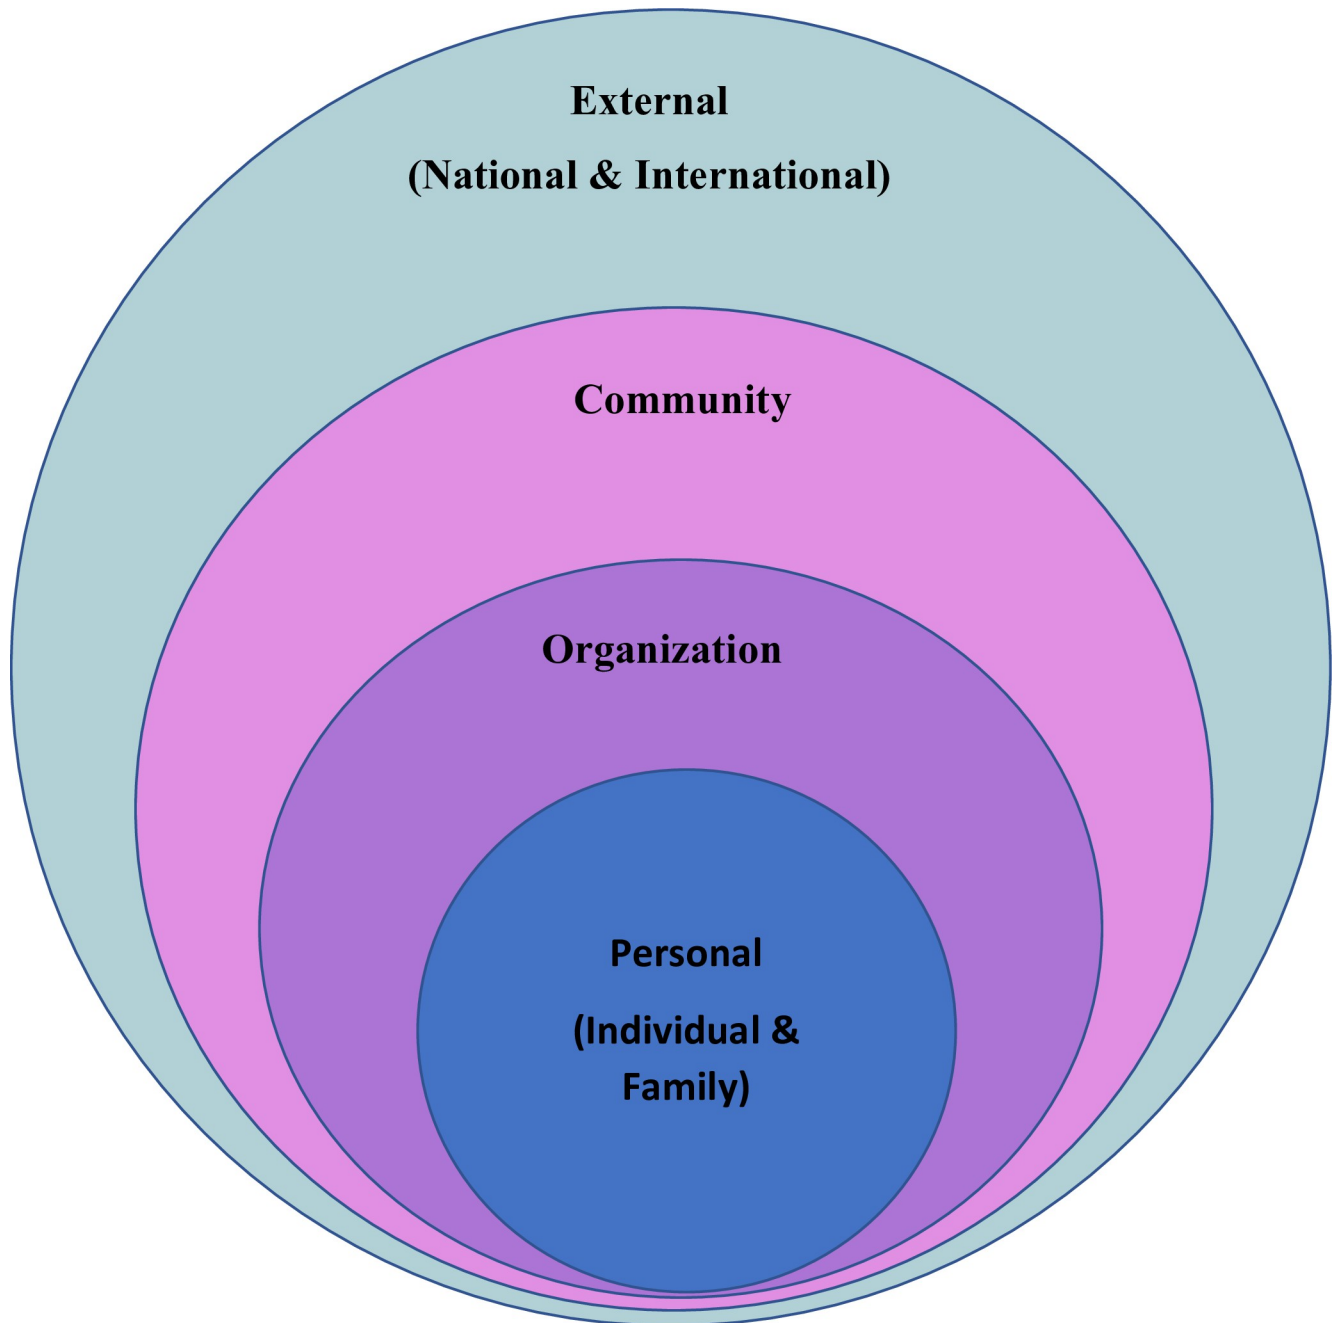 External
(National & International)
Community
Organization
Personal
(Individual &
Family)